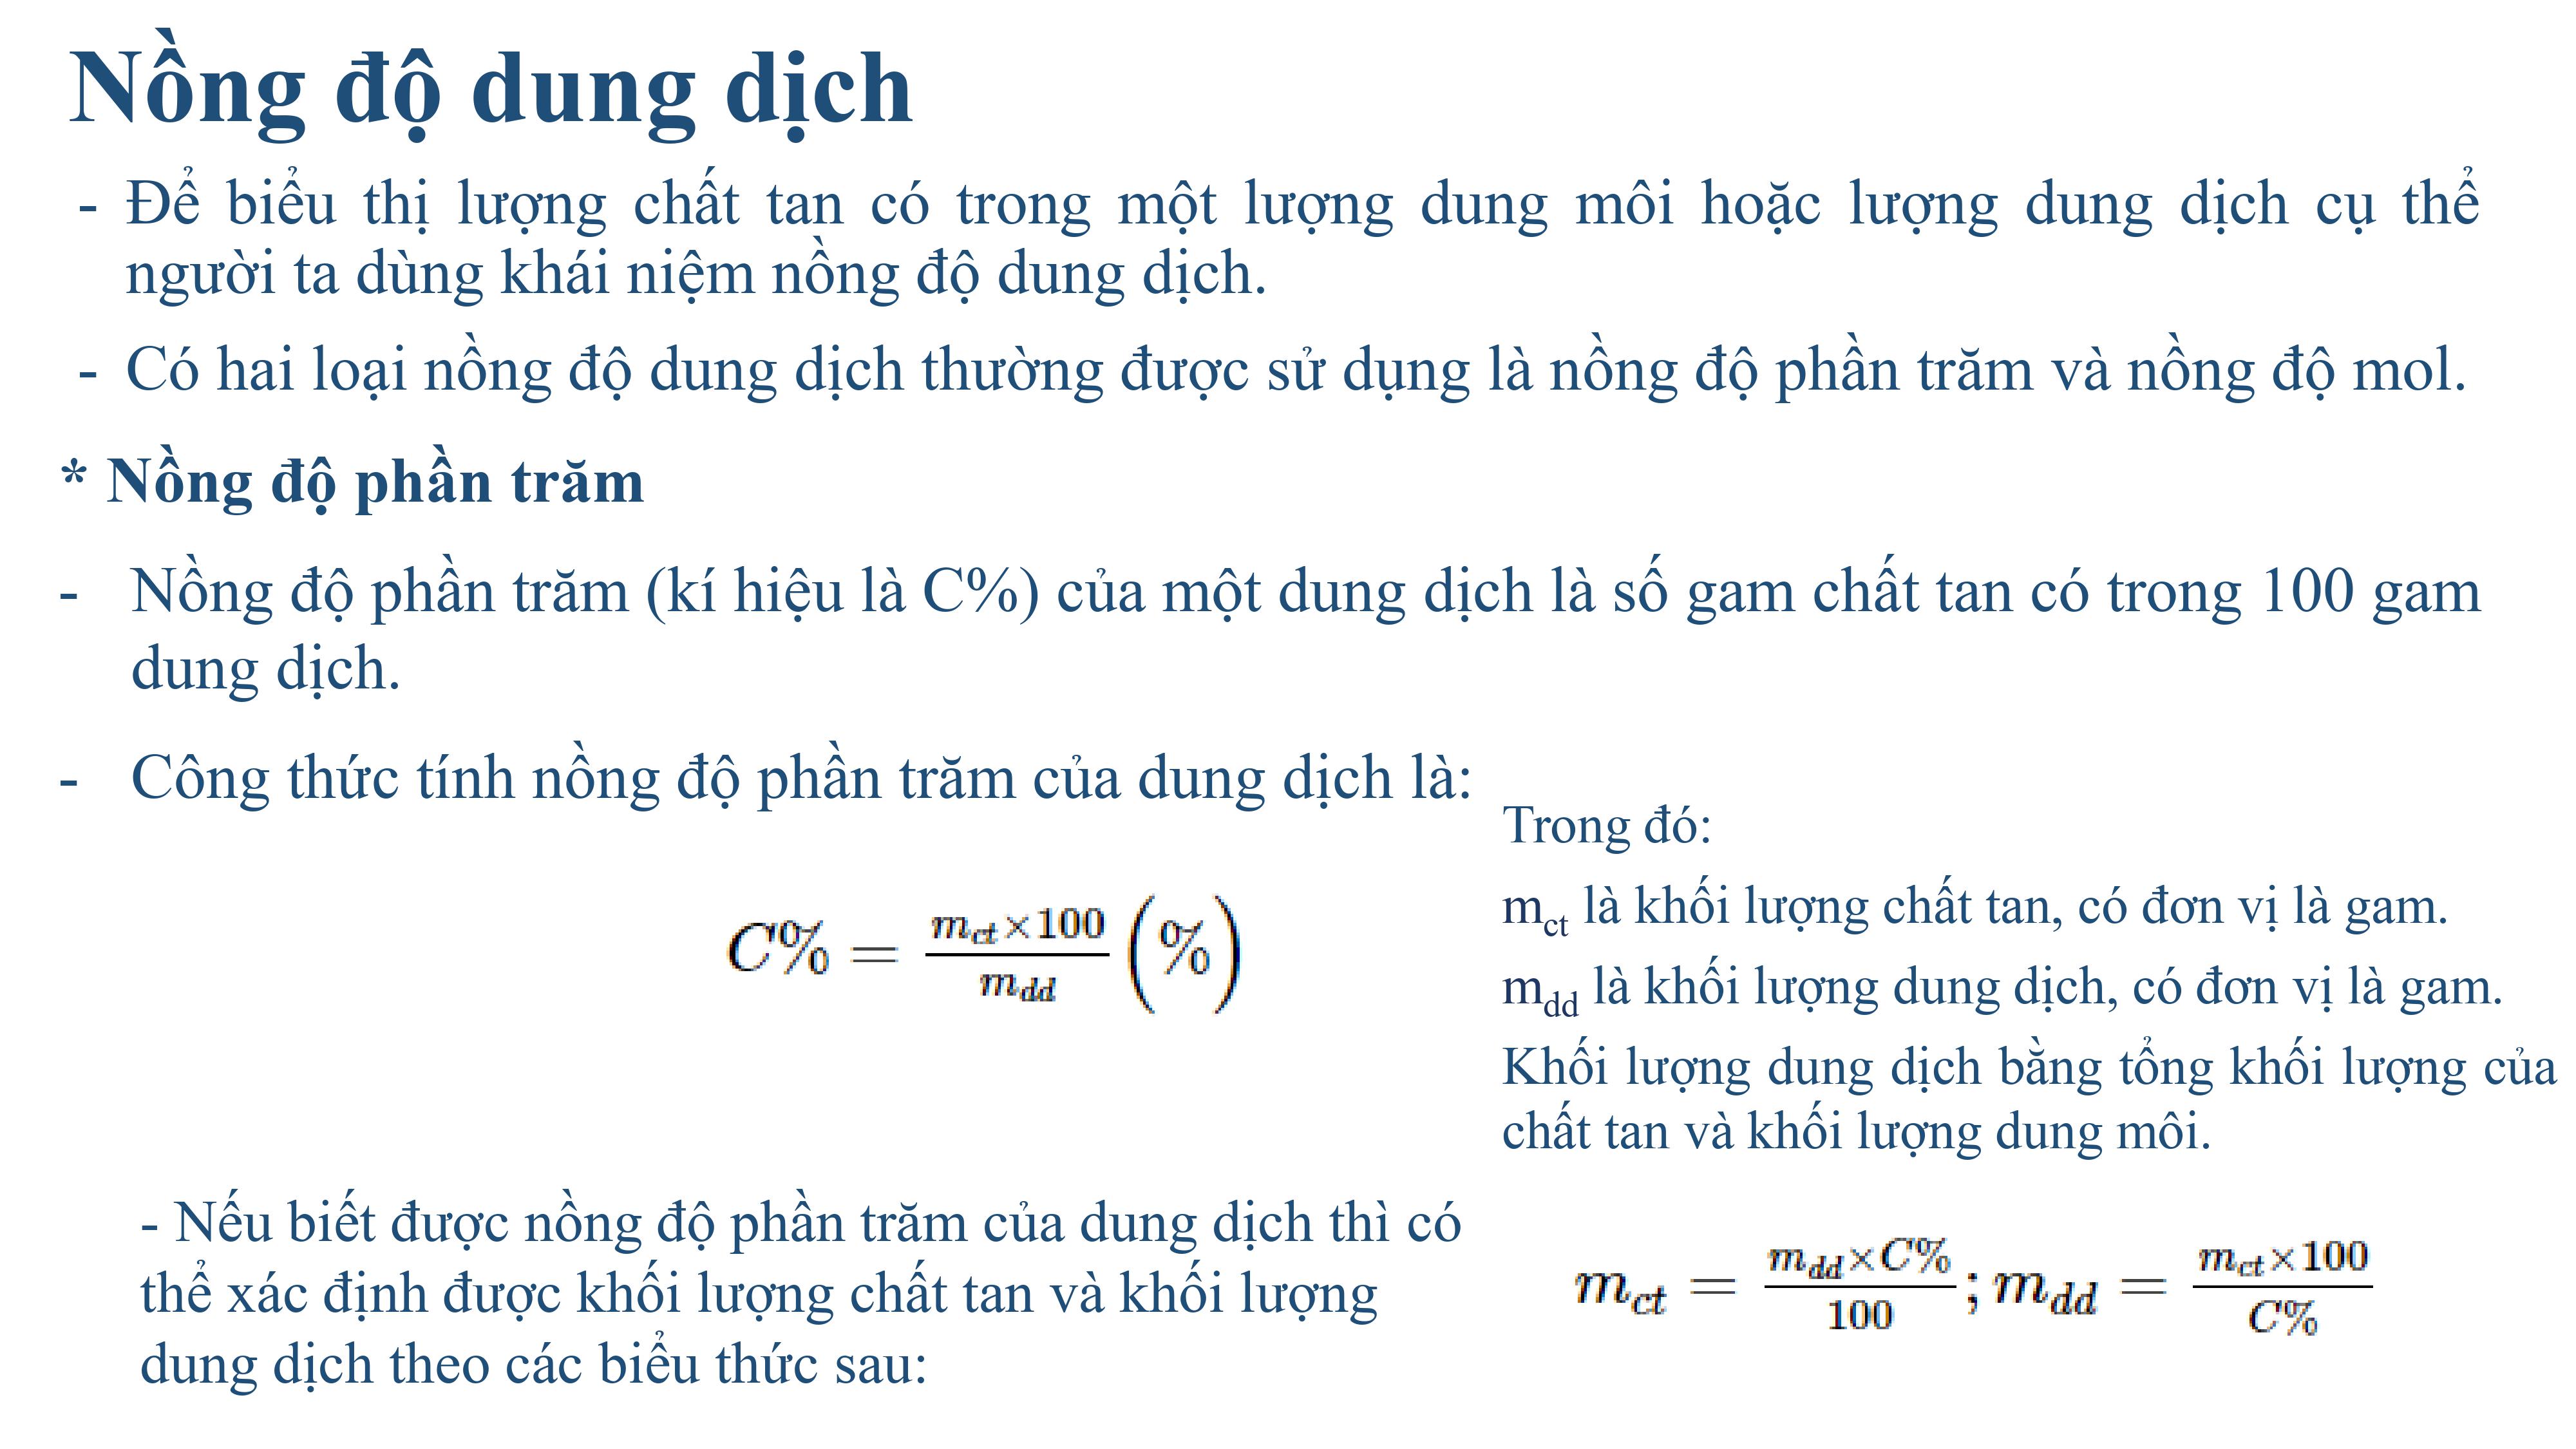 Nồng độ dung dịch
- Để biểu thị lượng chất tan có trong một lượng dung môi hoặc lượng dung dịch cụ thể
người ta dùng khái niệm nồng độ dung dịch.
- Có hai loại nồng độ dung dịch thường được sử dụng là nồng độ phần trăm và nồng độ mol.
* Nồng độ phần trăm
- Nồng độ phần trăm (kí hiệu là C%) của một dung dịch là số gam chất tan có trong 100 gam
dung dịch.
- Công thức tính nồng độ phần trăm của dung dịch là:
C% = \frac{m_{ct} × 100}{m_{dd}} (%)
Trong đó:
m_{ct} là khối lượng chất tan, có đơn vị là gam.
m_{dd} là khối lượng dung dịch, có đơn vị là gam.
Khối lượng dung dịch bằng tổng khối lượng của
chất tan và khối lượng dung môi.
- Nếu biết được nồng độ phần trăm của dung dịch thì có
thể xác định được khối lượng chất tan và khối lượng
dung dịch theo các biểu thức sau:
m_{ct} = \frac{m_{dd} × C%}{100} ; m_{dd} = \frac{m_{ct} × 100}{C%}